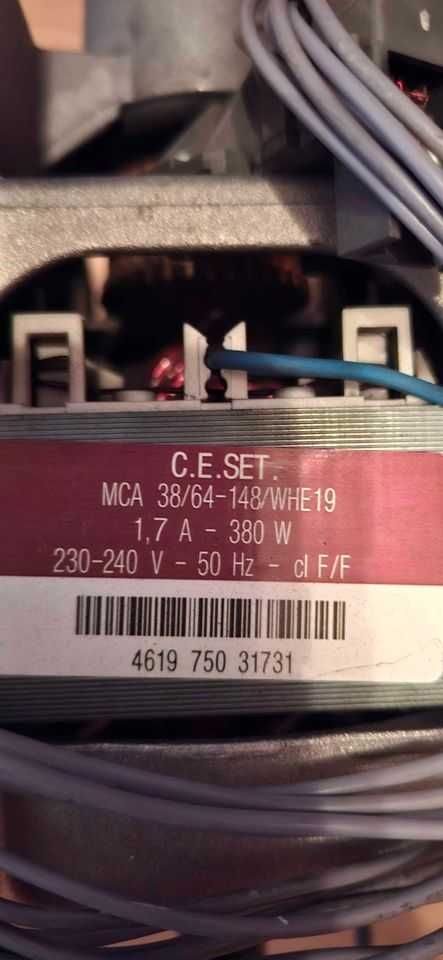 C.E.SET.
MCA 38/64-148/WHE19
1,7 A - 380 W
230-240 V - 50 Hz - cl F/F
4619 750 31731